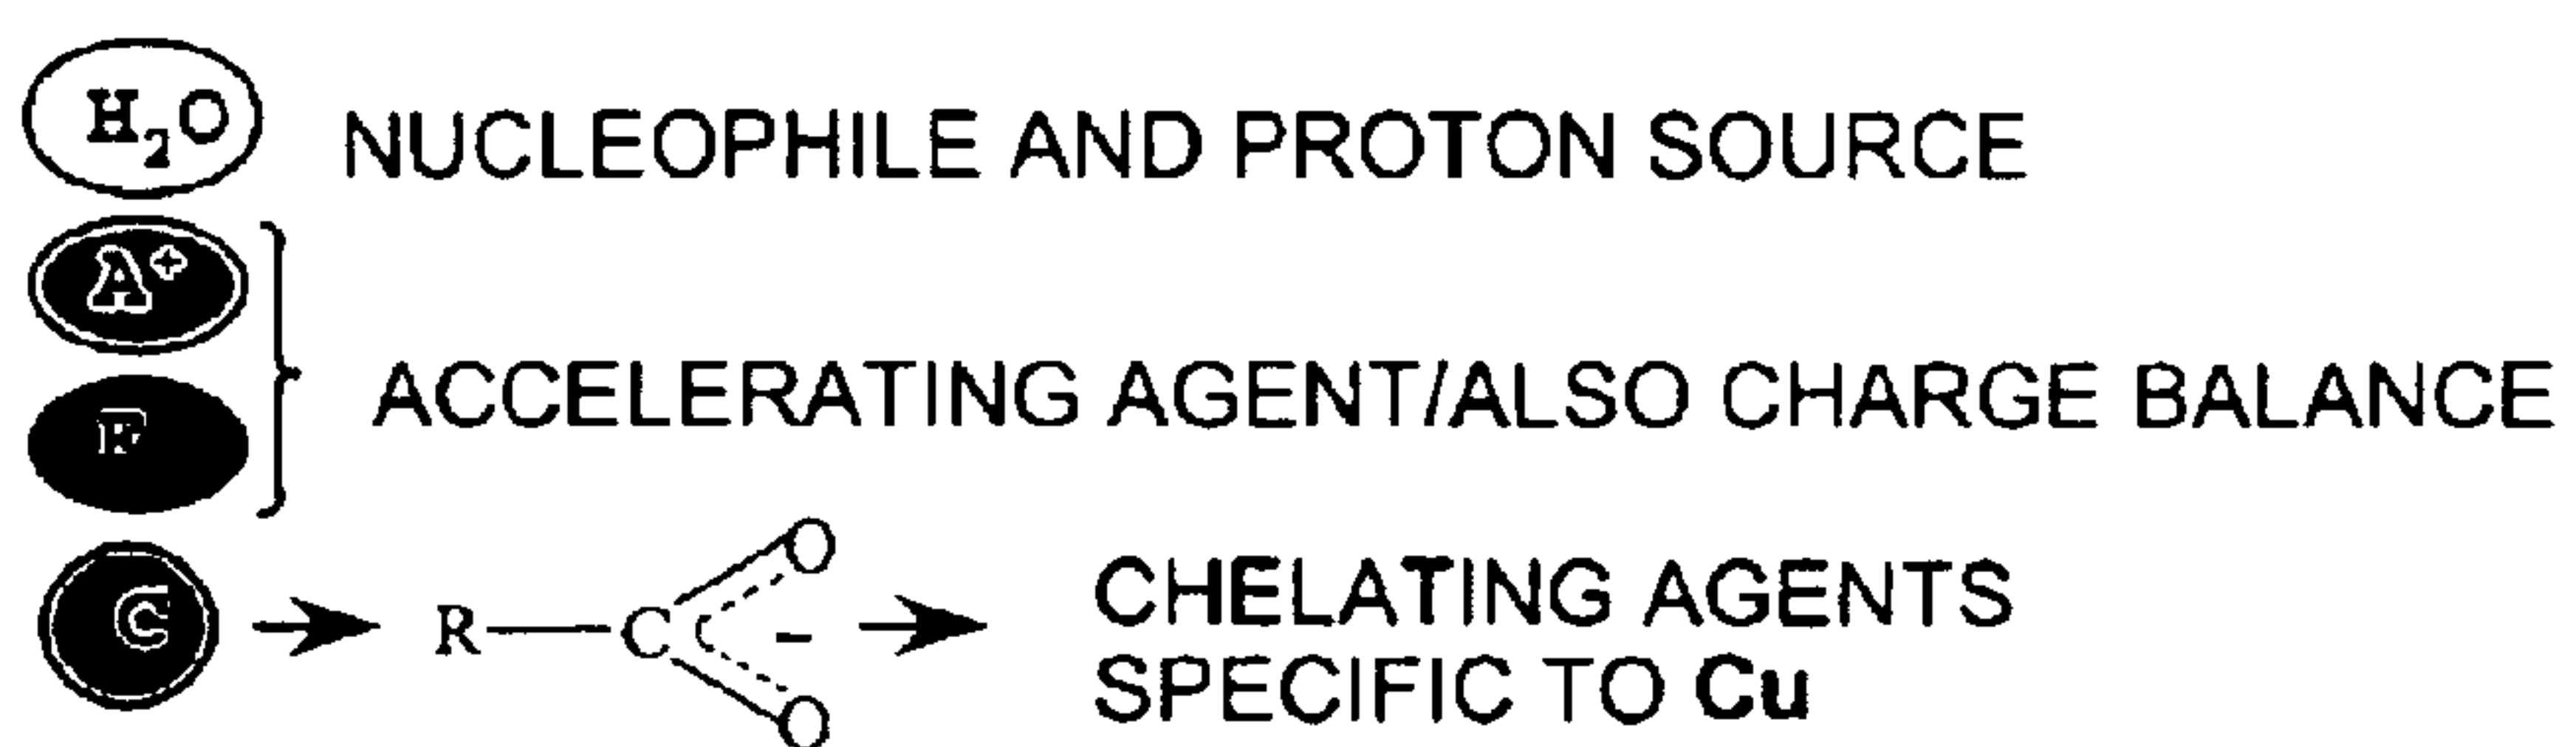 H₂O NUCLEOPHILE AND PROTON SOURCE
A⁺
ACCELERATING AGENT/ALSO CHARGE BALANCE
F
C R C O O - CHELATING AGENTS
SPECIFIC TO Cu